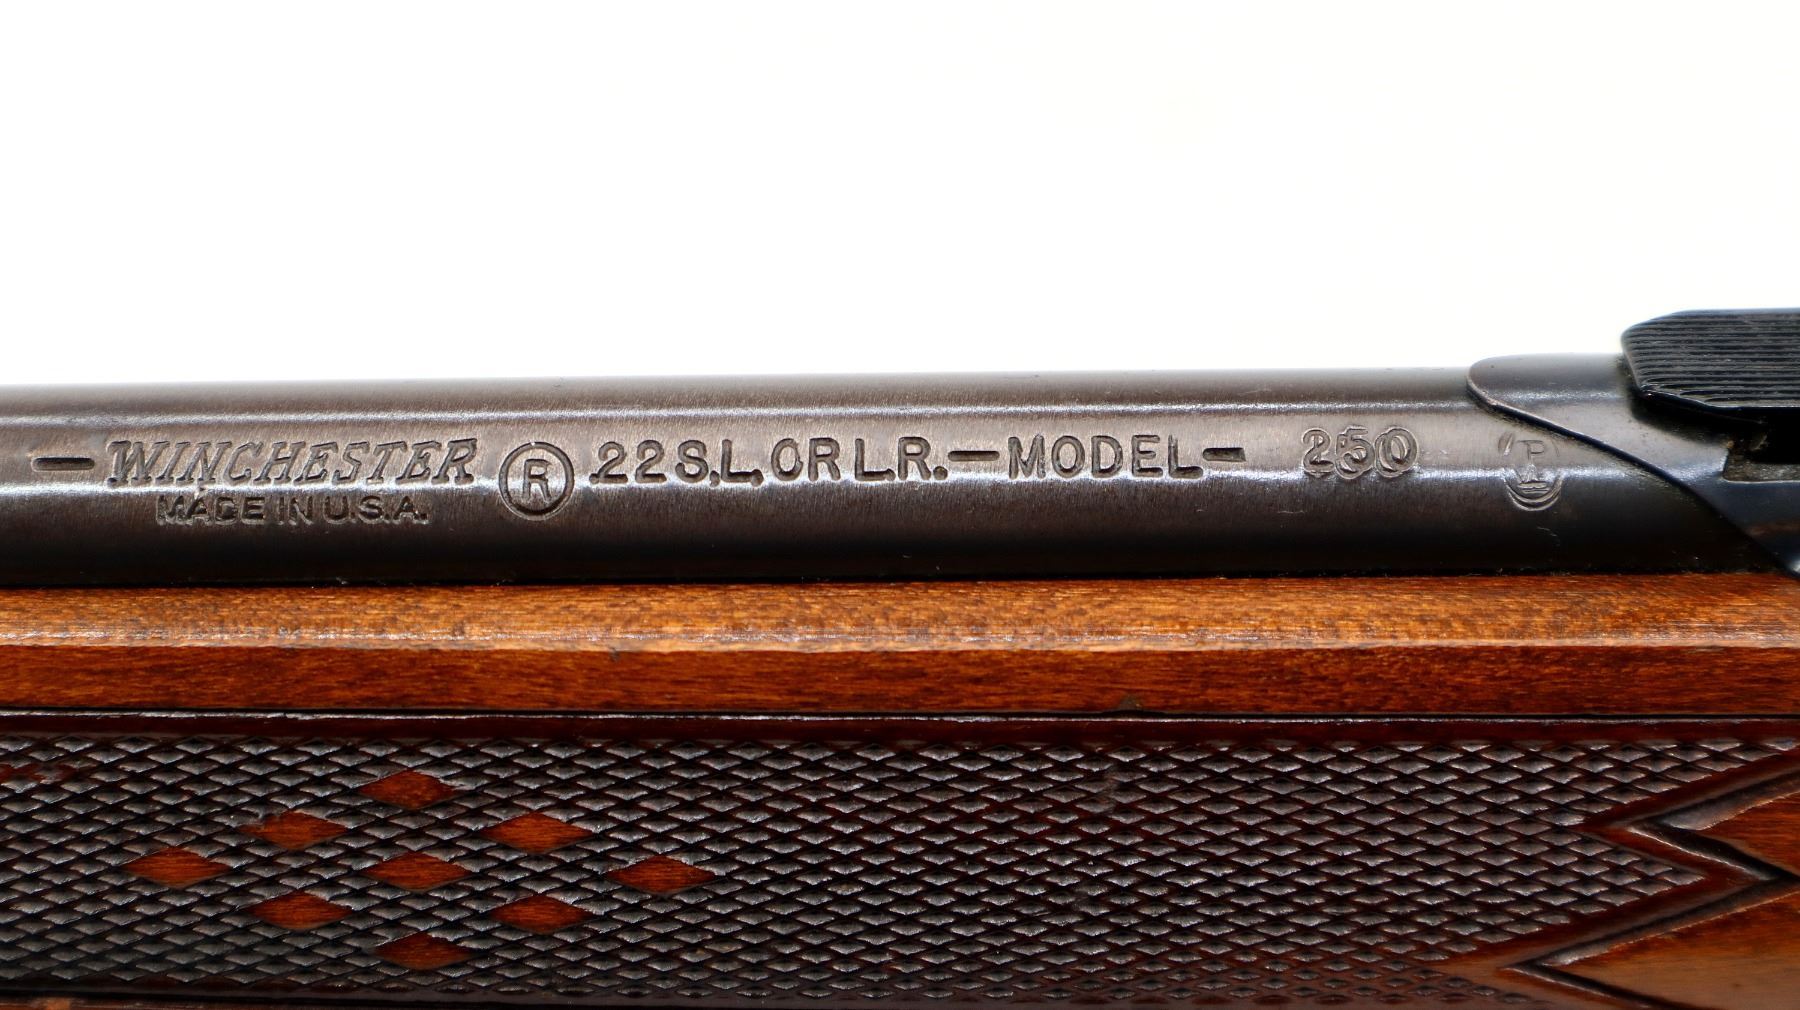 -WINCHESTER ® .22 S.L. OR L.R.-MODEL- 250
MADE IN U.S.A.
P